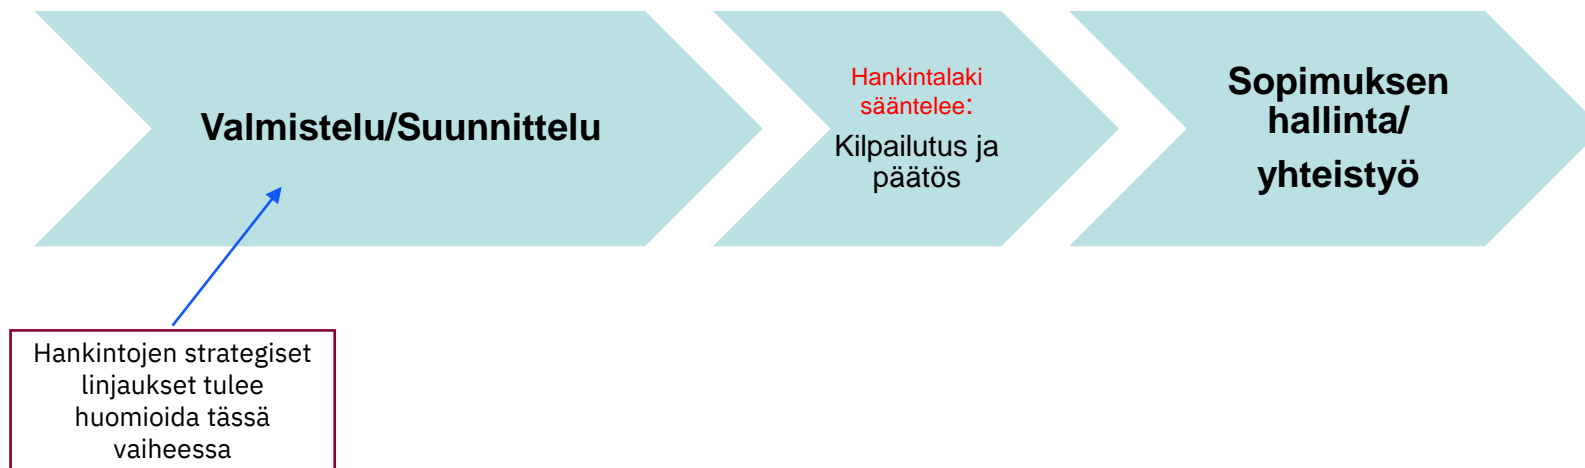 Valmistelu/Suunnittelu
Hankintalaki
sääntelee:
Kilpailutus ja
päätös
Sopimuksen
hallinta/
yhteistyö
Hankintojen strategiset
linjaukset tulee
huomioida tässä
vaiheessa